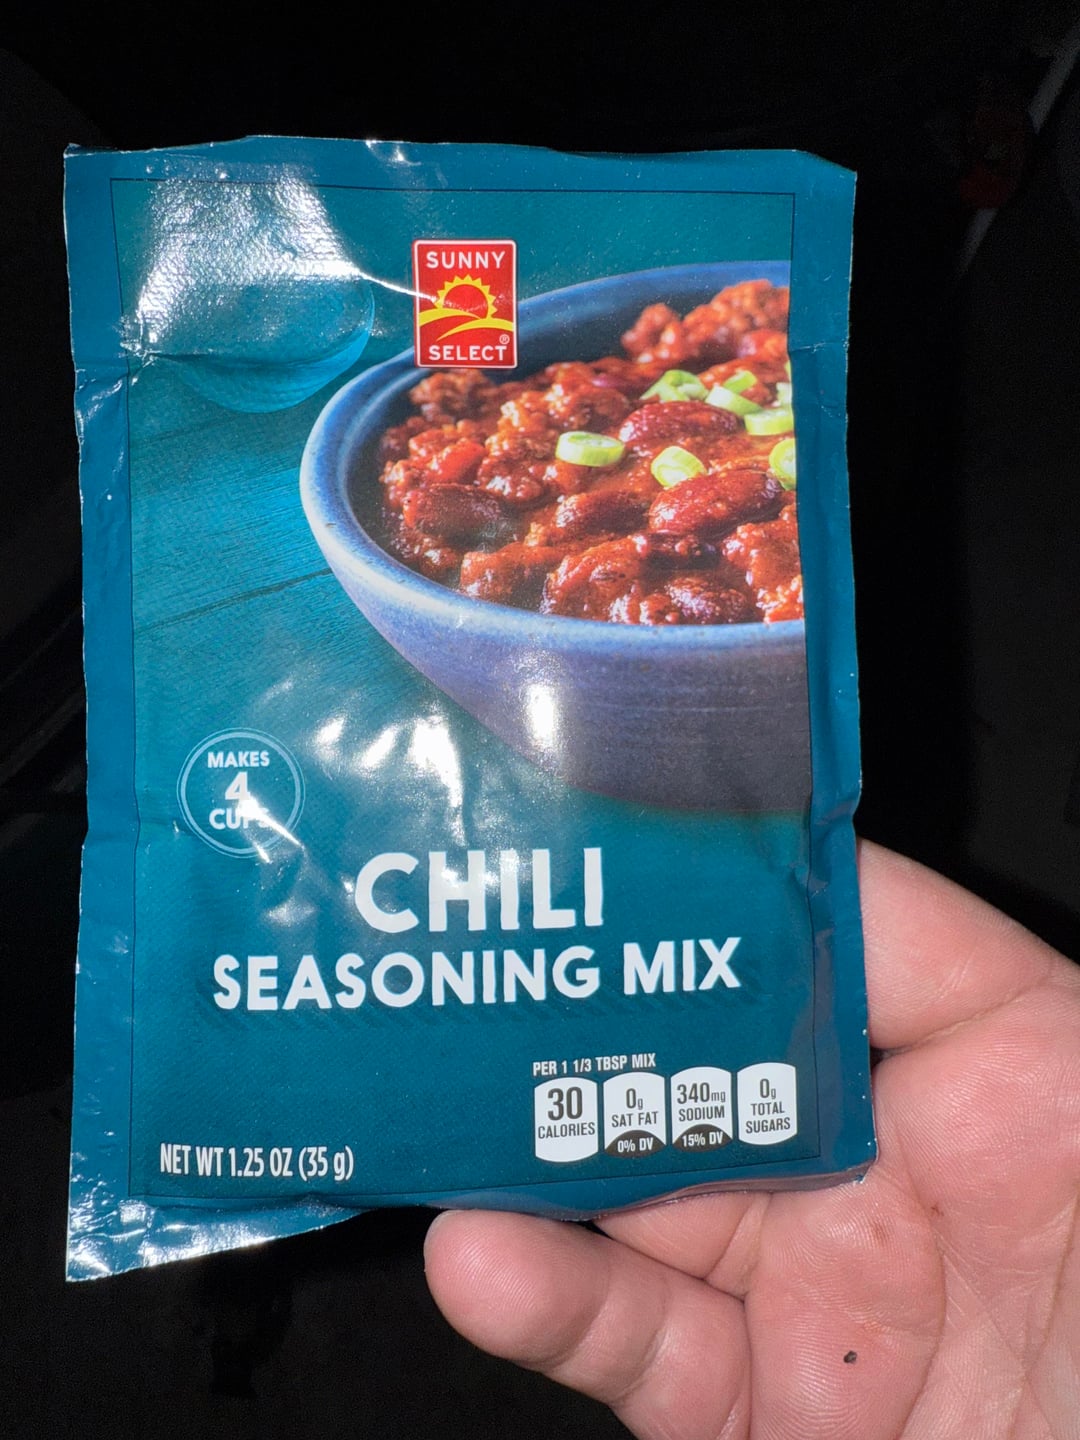 SUNNY
SELECT®
MAKES
4
CUPS
CHILI
SEASONING MIX
PER 1 1/3 TBSP MIX
30
CALORIES
0g
SAT FAT
0% DV
340mg
SODIUM
15% DV
0g
TOTAL
SUGARS
NET WT 1.25 OZ (35 g)